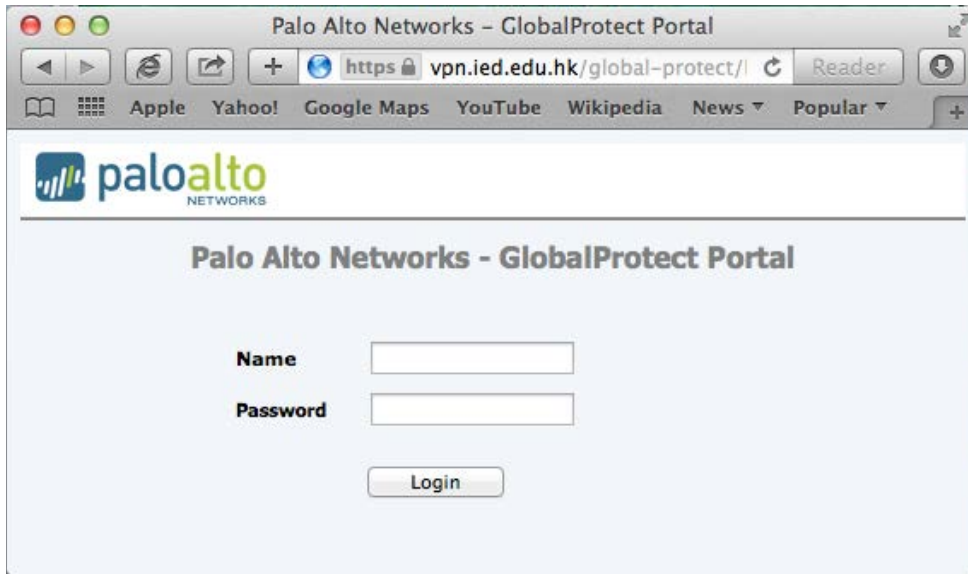 Palo Alto Networks – GlobalProtect Portal
https vpn.ied.edu.hk/global-protect/ Reader
Apple Yahoo! Google Maps YouTube Wikipedia News Popular
paloalto
NETWORKS
Palo Alto Networks - GlobalProtect Portal
Name
Password
Login